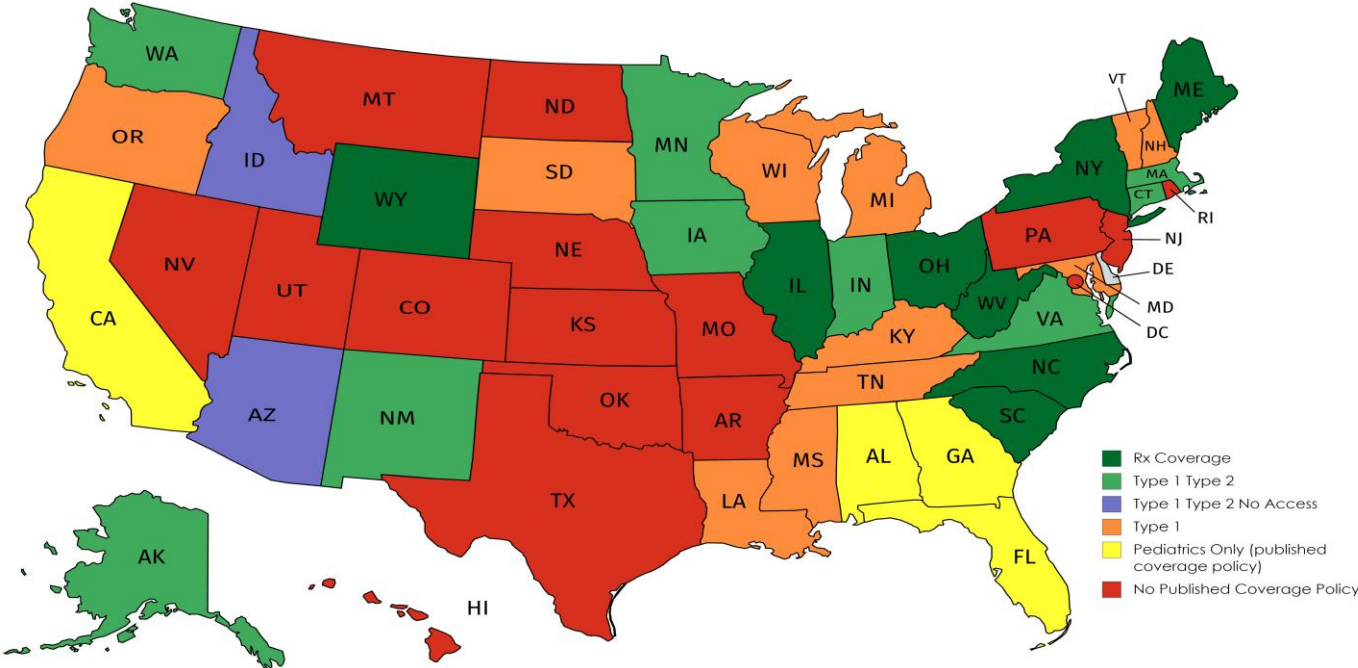 WA
MT
ND
MN
OR
ID
SD
WI
MI
VT
ME
NH
NY
MA
CT
RI
WY
NE
IA
PA
NJ
NV
UT
CO
KS
MO
IL
IN
OH
WV
VA
DE
MD
DC
CA
KY
AZ
NM
OK
AR
TN
NC
SC
TX
LA
MS
AL
GA
FL
AK
HI
Rx Coverage
Type 1 Type 2
Type 1 Type 2 No Access
Type 1
Pediatrics Only (published
coverage policy)
No Published Coverage Policy